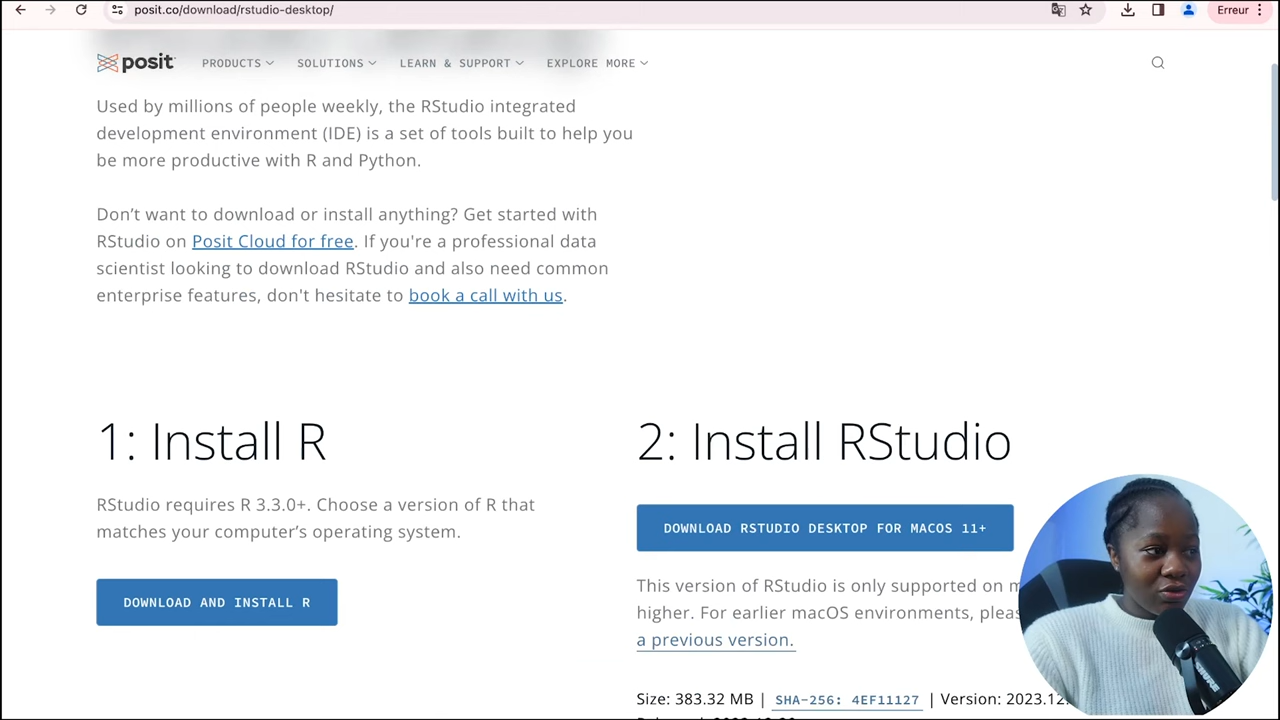 posit.co/download/rstudio-desktop/
Erreur
posit
PRODUCTS
SOLUTIONS
LEARN & SUPPORT
EXPLORE MORE
Used by millions of people weekly, the RStudio integrated
development environment (IDE) is a set of tools built to help you
be more productive with R and Python.
Don’t want to download or install anything? Get started with
RStudio on Posit Cloud for free. If you're a professional data
scientist looking to download RStudio and also need common
enterprise features, don't hesitate to book a call with us.
1: Install R
RStudio requires R 3.3.0+. Choose a version of R that
matches your computer’s operating system.
DOWNLOAD AND INSTALL R
2: Install RStudio
DOWNLOAD RSTUDIO DESKTOP FOR MACOS 11+
This version of RStudio is only supported on
higher. For earlier macOS environments,
a previous version.
Size: 383.32 MB | SHA-256: 4EF11127 | Version: 2023.12.